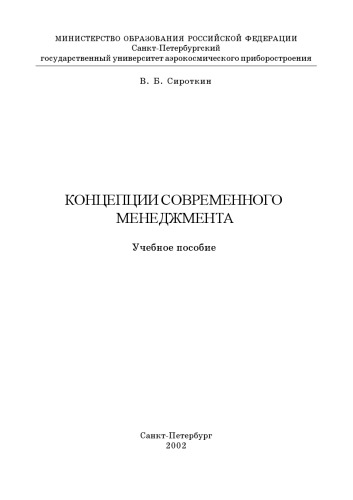 МИНИСТЕРСТВО ОБРАЗОВАНИЯ РОССИЙСКОЙ ФЕДЕРАЦИИ
Санкт-Петербургский
государственный университет аэрокосмического приборостроения
В. Б. Сироткин
КОНЦЕПЦИИ СОВРЕМЕННОГО
МЕНЕДЖМЕНТА
Учебное пособие
Санкт-Петербург
2002